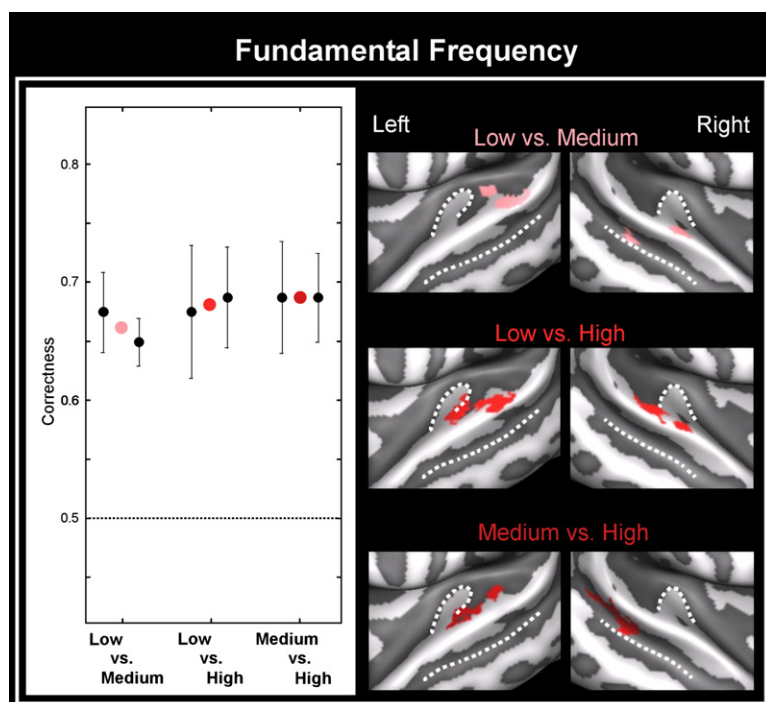 Fundamental Frequency
Correctness
0.8
0.7
0.6
0.5
Low
vs.
Medium
Low
vs.
High
Medium
vs.
High
Left
Right
Low vs. Medium
Low vs. High
Medium vs. High